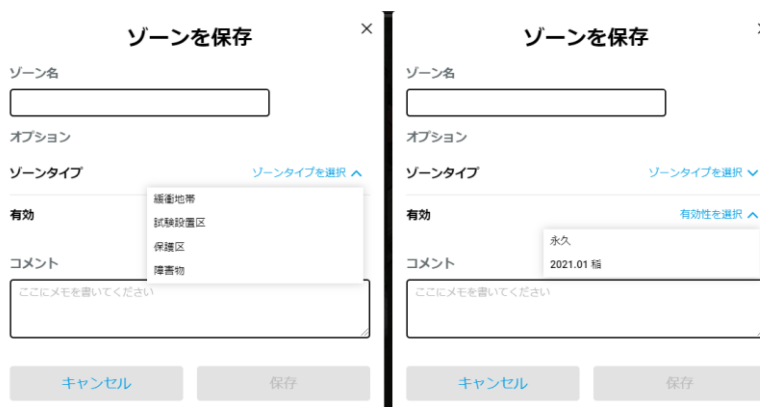 ゾーンを保存
×
ゾーン名
オプション
ゾーンタイプ
ゾーンタイプを選択
緩衝地帯
試験設置区
保護区
障害物
有効
コメント
ここにメモを書いてください
キャンセル
保存
ゾーンを保存
ゾーン名
オプション
ゾーンタイプ
ゾーンタイプを選択
有効
有効性を選択
永久
2021.01 稲
コメント
ここにメモを書いてください
キャンセル
保存